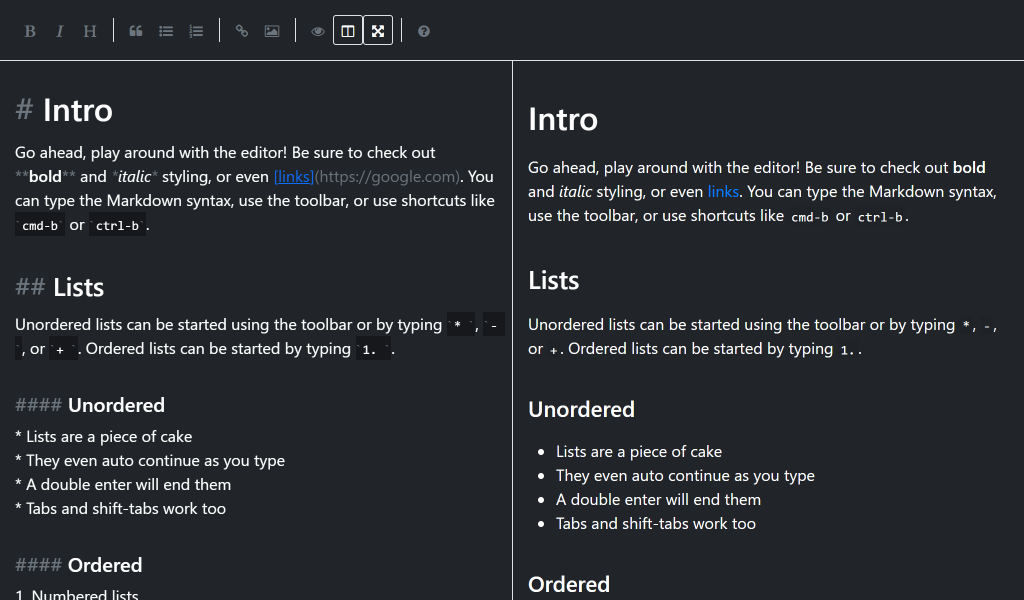 B I H
# Intro
Go ahead, play around with the editor! Be sure to check out
**bold** and *italic* styling, or even [links](https://google.com). You
can type the Markdown syntax, use the toolbar, or use shortcuts like
`cmd-b` or `ctrl-b`.
## Lists
Unordered lists can be started using the toolbar or by typing `* `, `-
`, or `+ `. Ordered lists can be started by typing `1. `.
#### Unordered
* Lists are a piece of cake
* They even auto continue as you type
* A double enter will end them
* Tabs and shift-tabs work too
#### Ordered
1. Numbered lists
Intro
Go ahead, play around with the editor! Be sure to check out bold
and italic styling, or even links. You can type the Markdown syntax,
use the toolbar, or use shortcuts like cmd-b or ctrl-b.
Lists
Unordered lists can be started using the toolbar or by typing *, -,
or +. Ordered lists can be started by typing 1..
Unordered
• Lists are a piece of cake
• They even auto continue as you type
• A double enter will end them
• Tabs and shift-tabs work too
Ordered